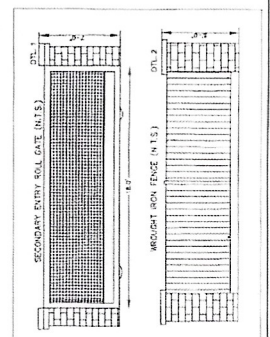 DTL. 1
SECONDARY ENTRY ROLL GATE (N.T.S.)
DTL. 2
WROUGHT IRON FENCE (N.T.S.)